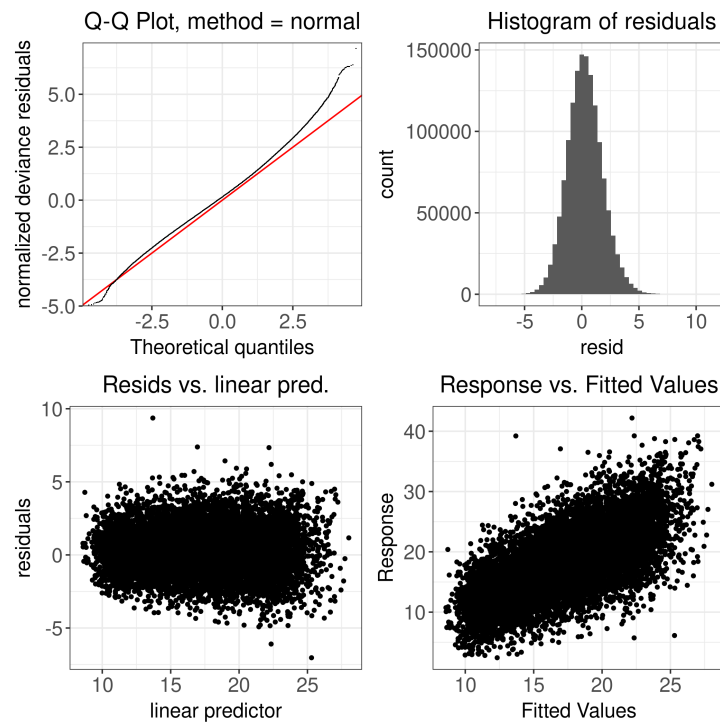 Q-Q Plot, method = normal
normalized deviance residuals
5.0
2.5
0.0
-2.5
-5.0
-2.5 0.0 2.5
Theoretical quantiles
Histogram of residuals
count
150000
100000
50000
0
-5 0 5 10
resid
Resids vs. linear pred.
residuals
10
5
0
-5
10 15 20 25
linear predictor
Response vs. Fitted Values
Response
40
30
20
10
10 15 20 25
Fitted Values